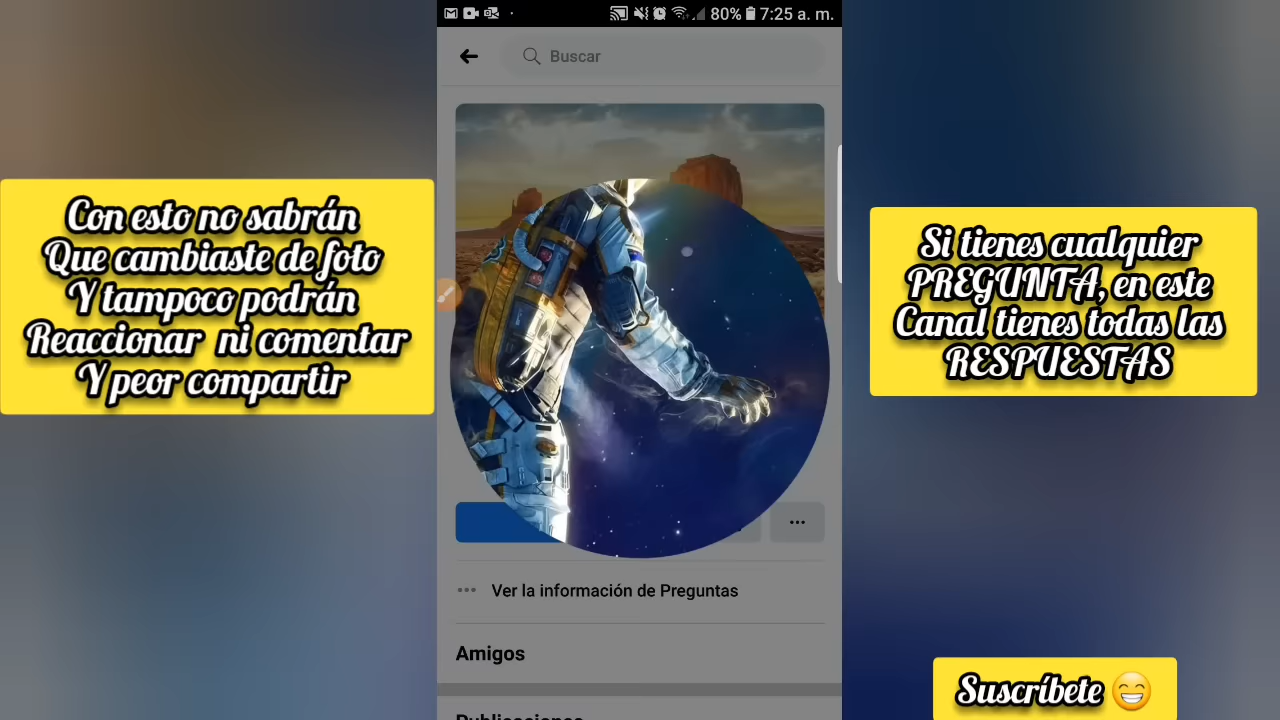 80% 7:25 a. m.
Buscar
Con esto no sabrán
Que cambiaste de foto
Y tampoco podrán
Reaccionar ni comentar
Y peor compartir
Si tienes cualquier
PREGUNTA, en este
Canal tienes todas las
RESPUESTAS
Ver la información de Preguntas
Amigos
Publicaciones
Suscríbete 😁